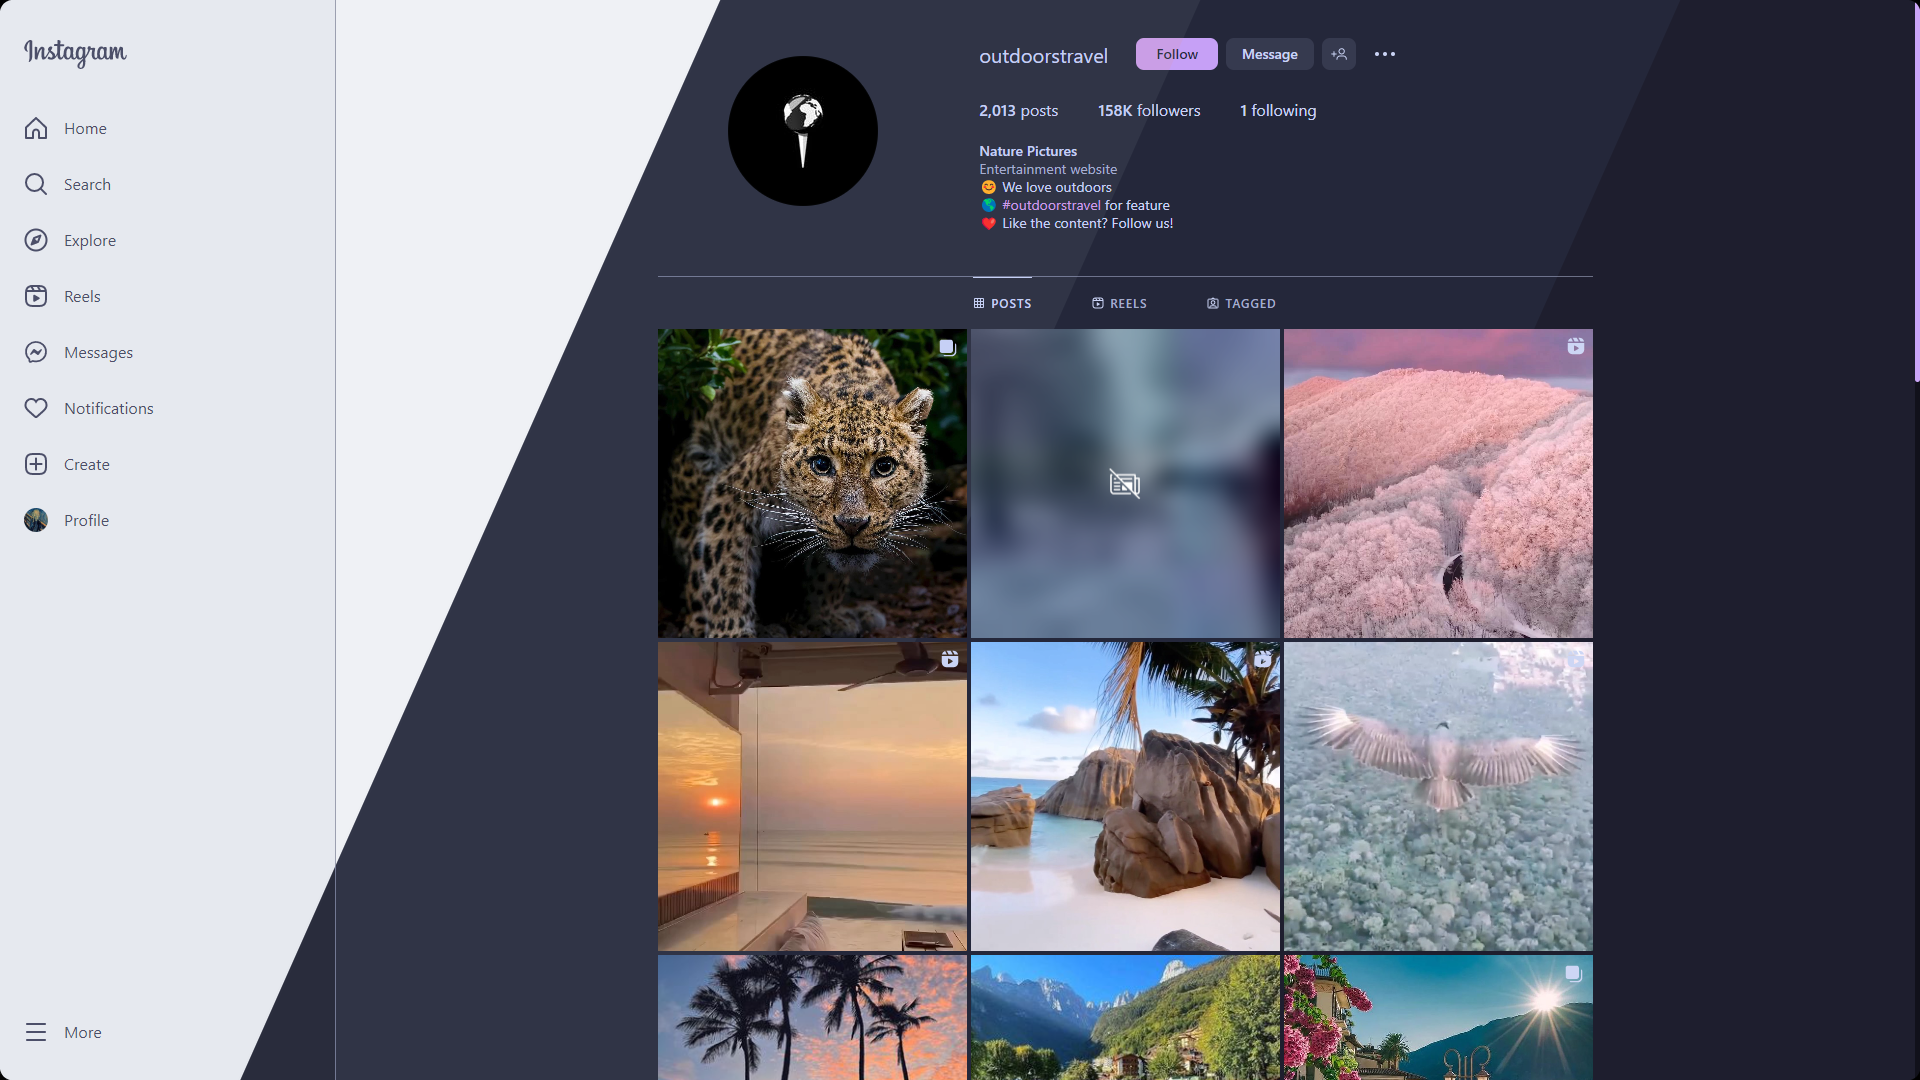 Instagram
Home
Search
Explore
Reels
Messages
Notifications
Create
Profile
More
outdoorstravel
Follow
Message
2,013 posts
158K followers
1 following
Nature Pictures
Entertainment website
😊 We love outdoors
🌎 #outdoorstravel for feature
❤️ Like the content? Follow us!
POSTS
REELS
TAGGED